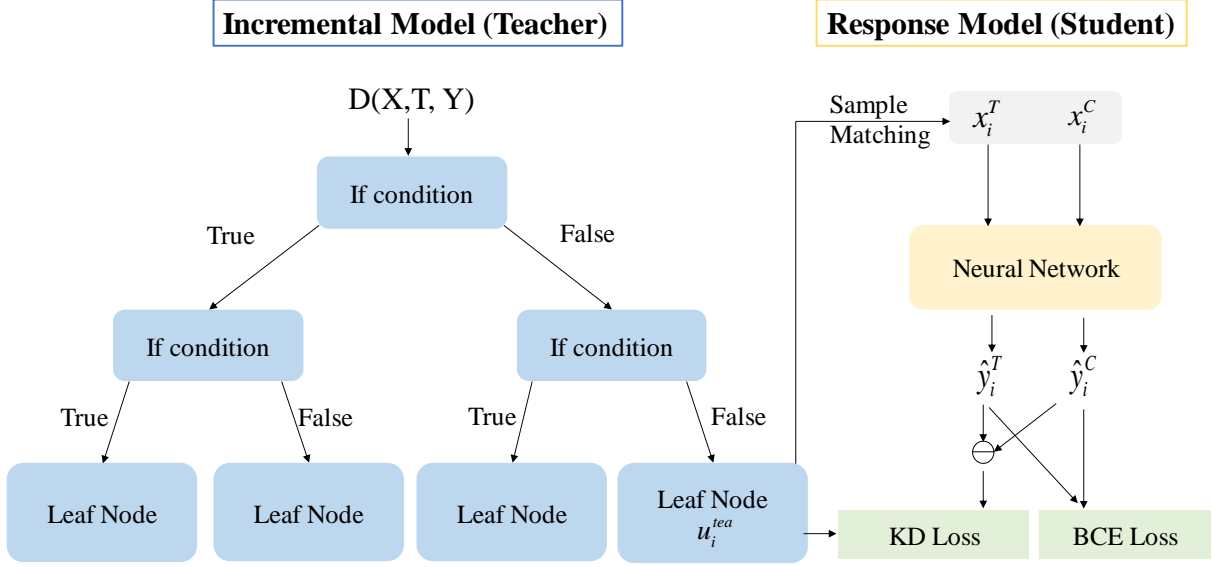 Incremental Model (Teacher)
Response Model (Student)
D(X,T, Y)
Sample
Matching
x_i^T
x_i^C
If condition
True
False
Neural Network
If condition
If condition
ŷ_i^T
ŷ_i^C
True
False
True
False
Leaf Node
Leaf Node
Leaf Node
Leaf Node
u_i^{tea}
KD Loss
BCE Loss